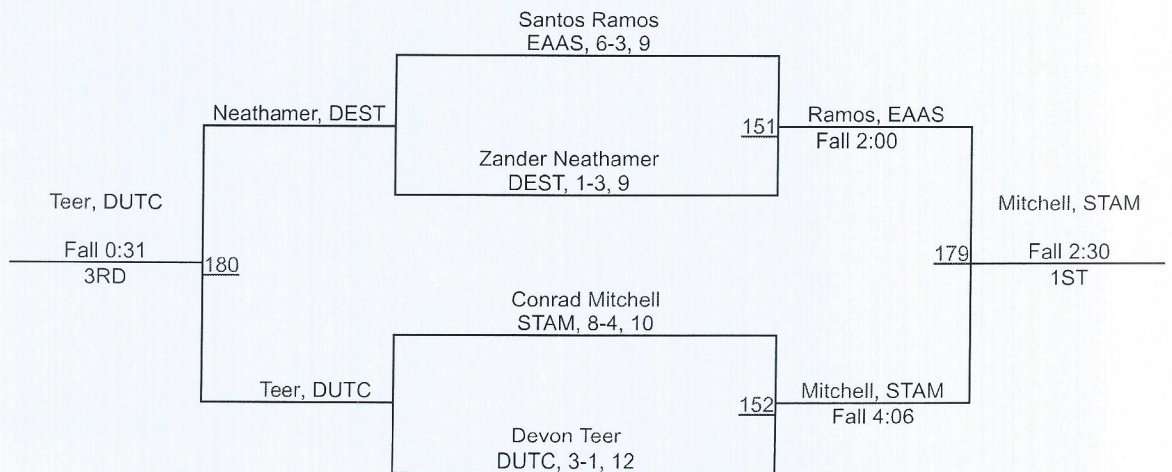 Santos Ramos
EAAS, 6-3, 9
Neathamer, DEST
151
Ramos, EAAS
Fall 2:00
Zander Neathamer
DEST, 1-3, 9
Teer, DUTC
Mitchell, STAM
Fall 0:31
180
3RD
179
Fall 2:30
1ST
Conrad Mitchell
STAM, 8-4, 10
Teer, DUTC
152
Mitchell, STAM
Fall 4:06
Devon Teer
DUTC, 3-1, 12